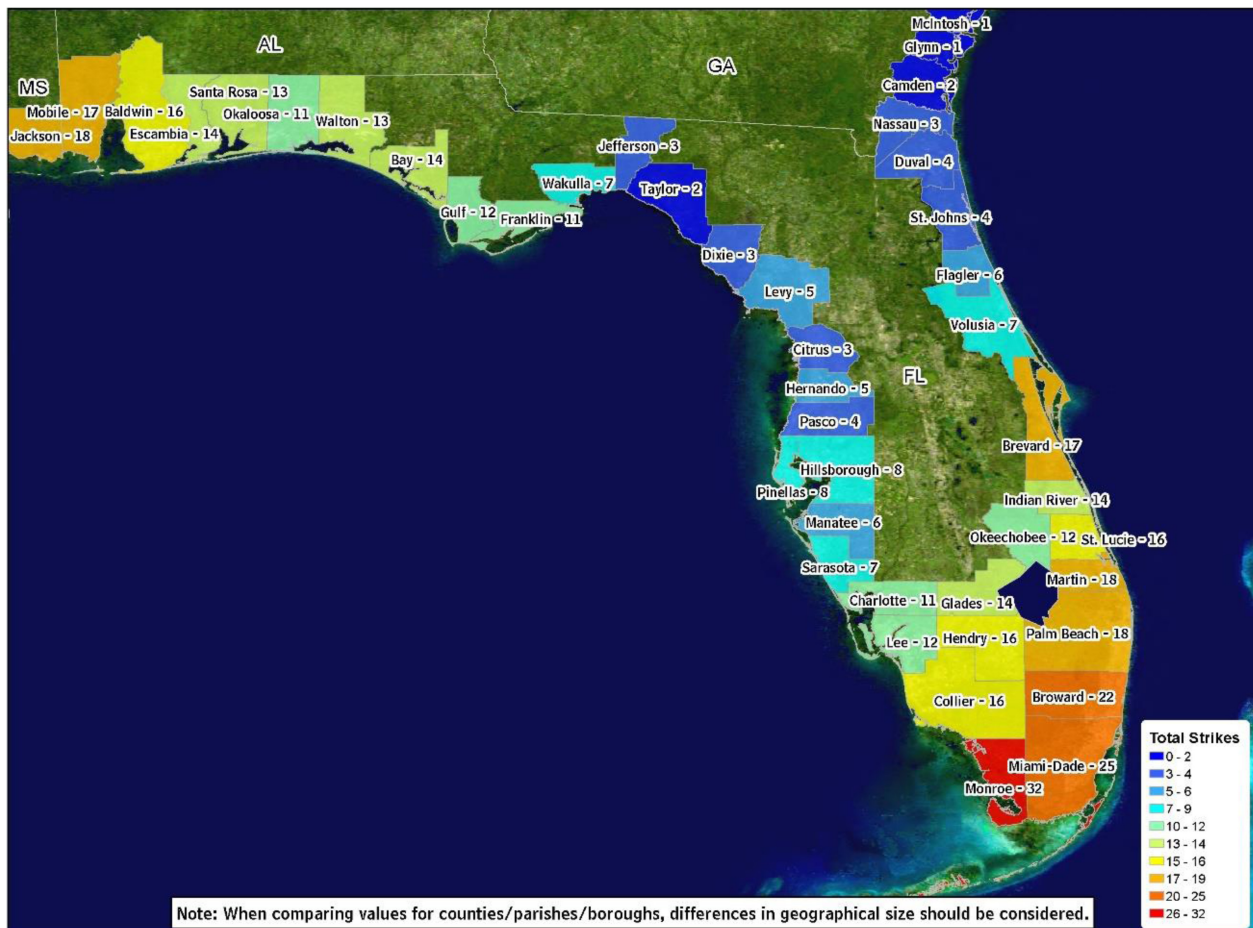 McIntosh - 1
Glynn - 1
AL
GA
MS
Camden - 2
Santa Rosa - 13
Mobile - 17
Baldwin - 16
Okaloosa - 11
Walton - 13
Nassau - 3
Jackson - 18
Escambia - 14
Jefferson - 3
Duval - 4
Bay - 14
Wakulla - 7
Taylor - 2
Gulf - 12
Franklin - 11
St. Johns - 4
Dixie - 3
Flagler - 6
Levy - 5
Volusia - 7
Citrus - 3
FL
Hernando - 5
Pasco - 4
Brevard - 17
Hillsborough - 8
Pinellas - 8
Indian River - 14
Manatee - 6
Okeechobee - 12
St. Lucie - 16
Sarasota - 7
Martin - 18
Charlotte - 11
Glades - 14
Lee - 12
Hendry - 16
Palm Beach - 18
Collier - 16
Broward - 22
Miami-Dade - 25
Monroe - 32
Total Strikes
0 - 2
3 - 4
5 - 6
7 - 9
10 - 12
13 - 14
15 - 16
17 - 19
20 - 25
26 - 32
Note: When comparing values for counties/parishes/boroughs, differences in geographical size should be considered.